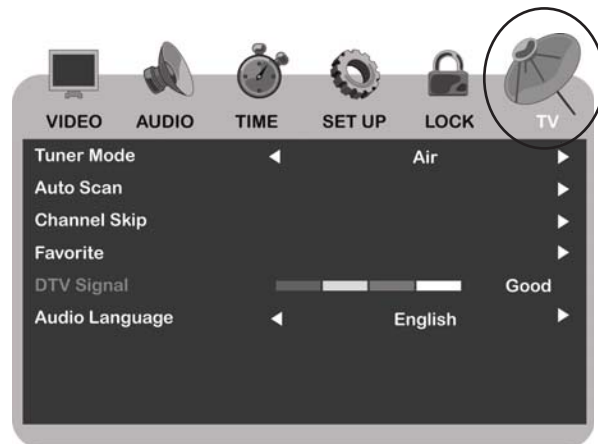 VIDEO AUDIO TIME SET UP LOCK TV
Tuner Mode Air
Auto Scan
Channel Skip
Favorite
DTV Signal Good
Audio Language English